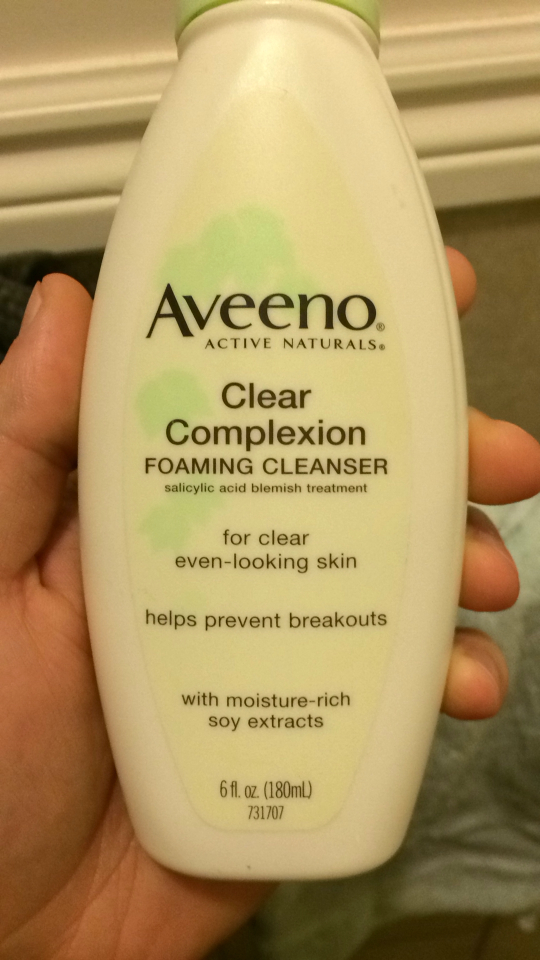 Aveeno®
ACTIVE NATURALS®
Clear
Complexion
FOAMING CLEANSER
salicylic acid blemish treatment
for clear
even-looking skin
helps prevent breakouts
with moisture-rich
soy extracts
6 fl. oz. (180mL)
731707